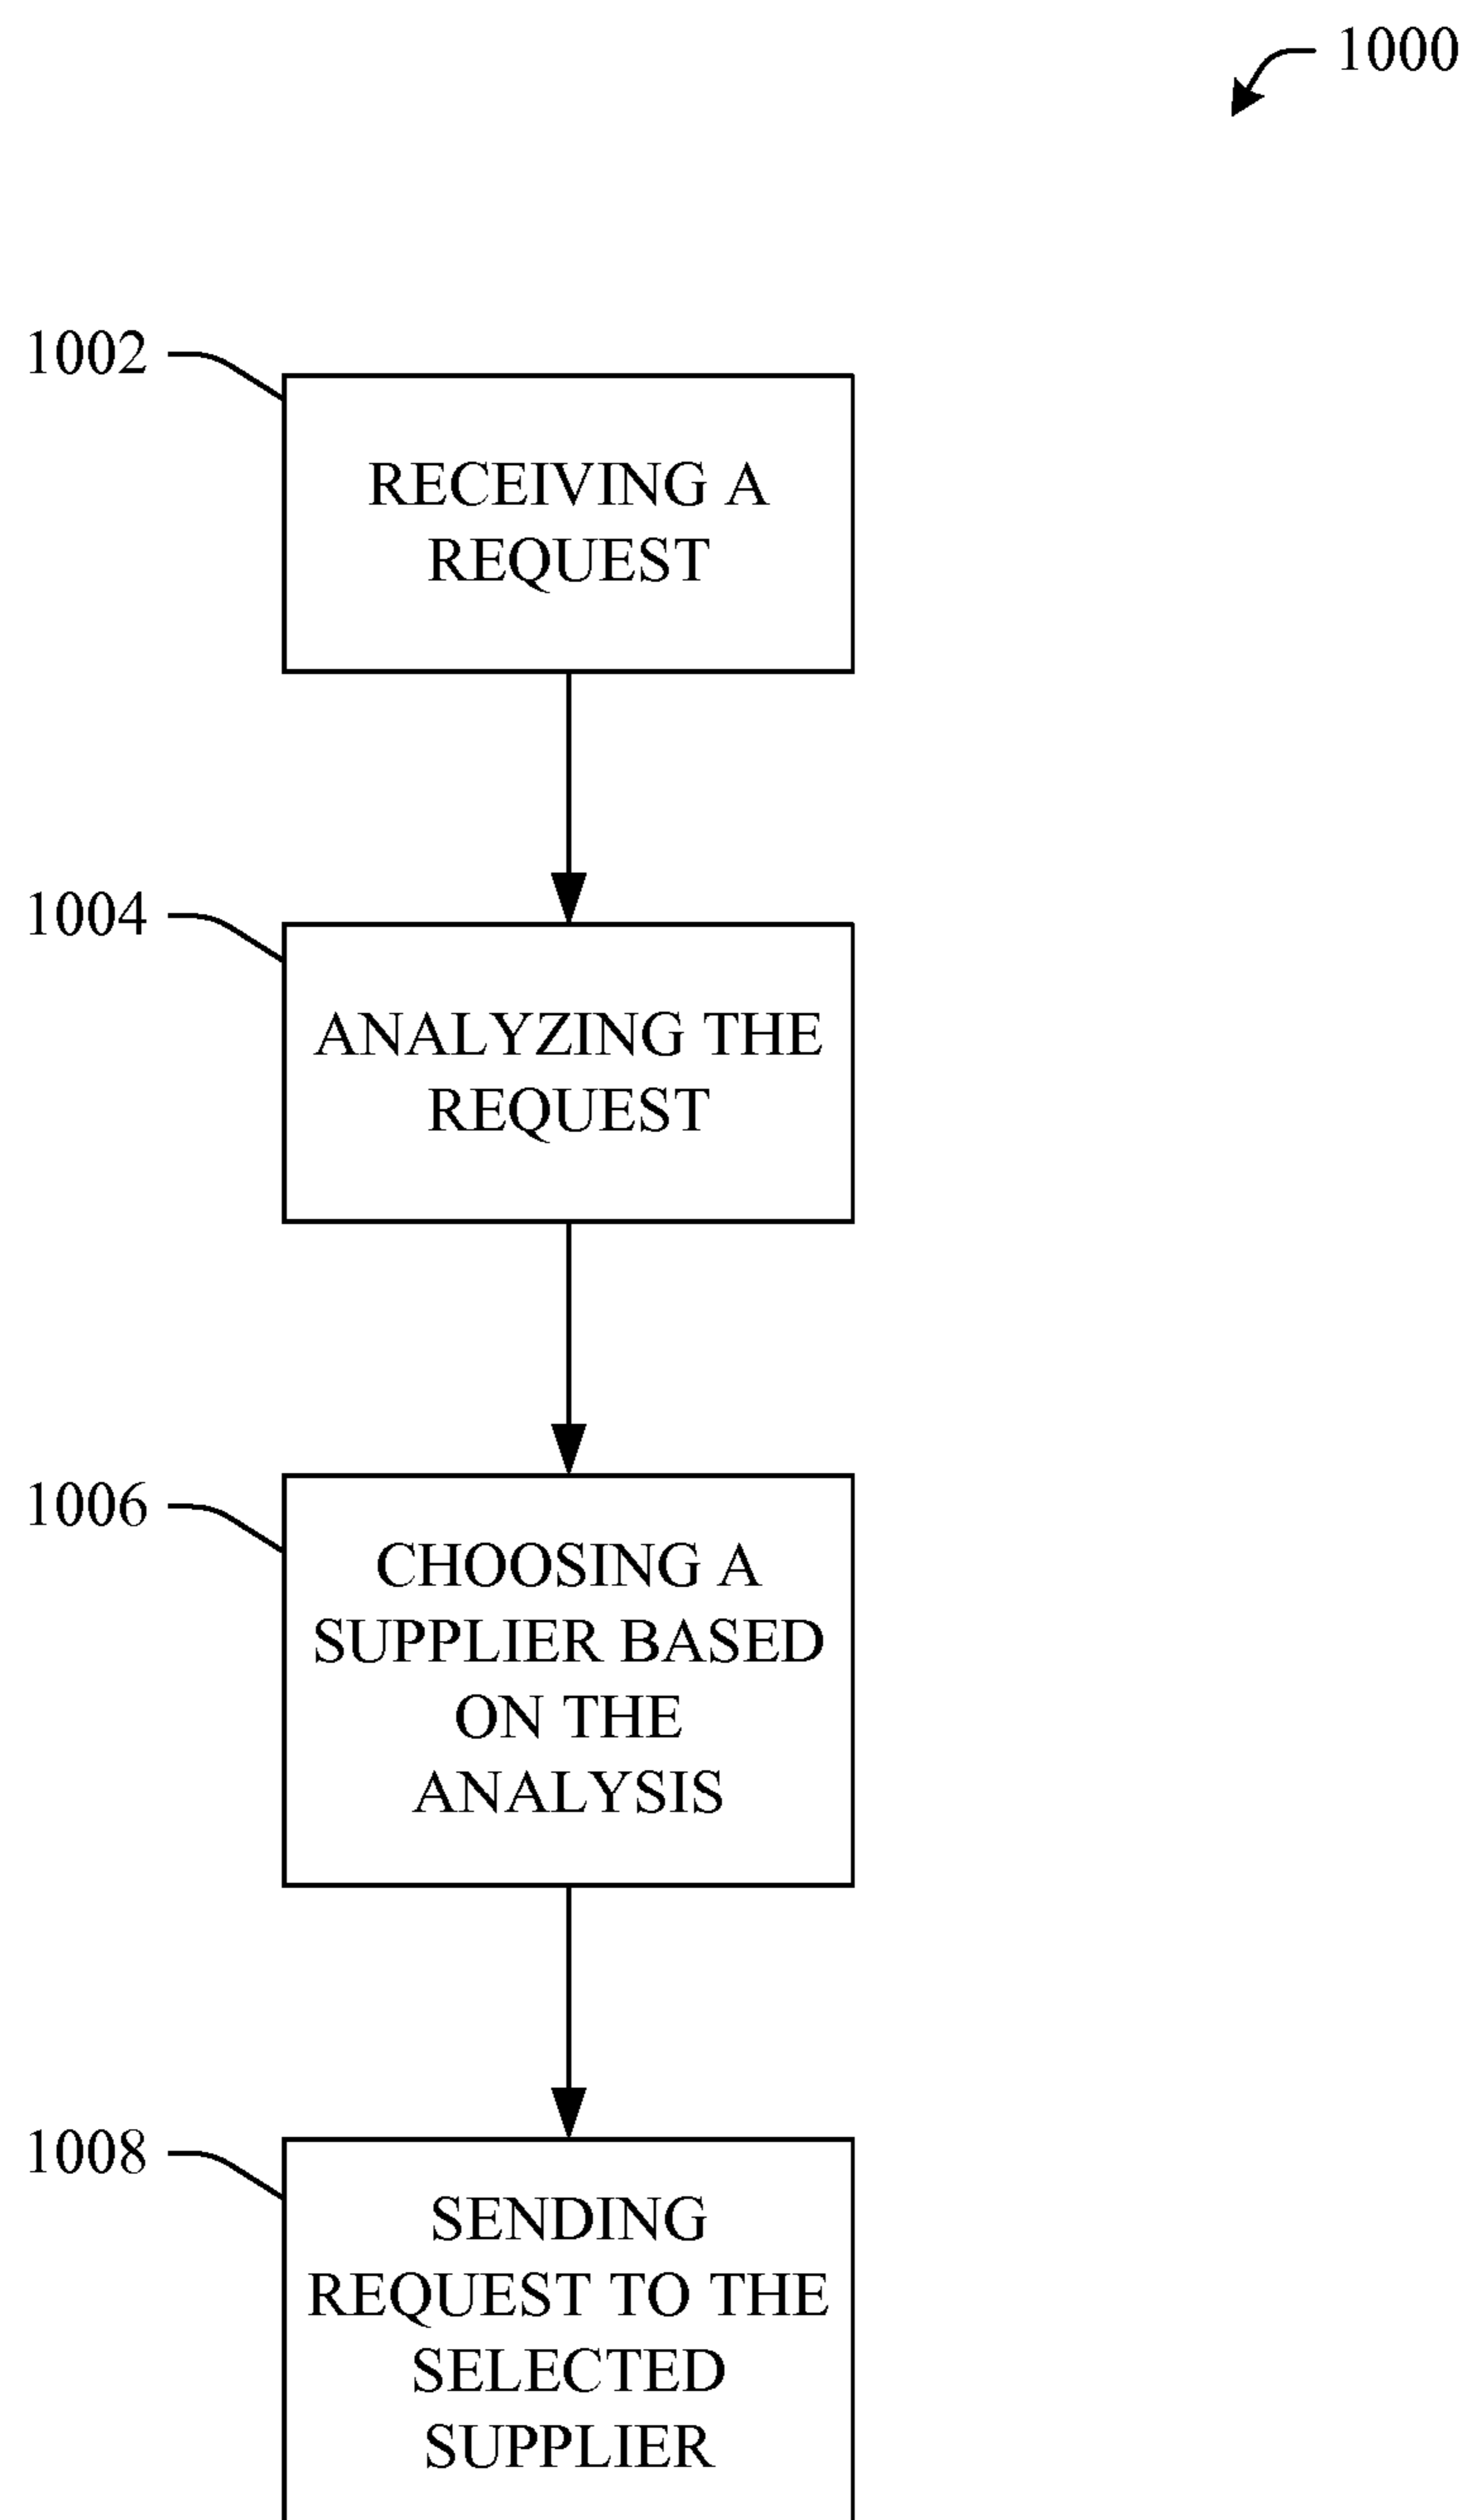 1000
1002
RECEIVING A
REQUEST
1004
ANALYZING THE
REQUEST
1006
CHOOSING A
SUPPLIER BASED
ON THE
ANALYSIS
1008
SENDING
REQUEST TO THE
SELECTED
SUPPLIER